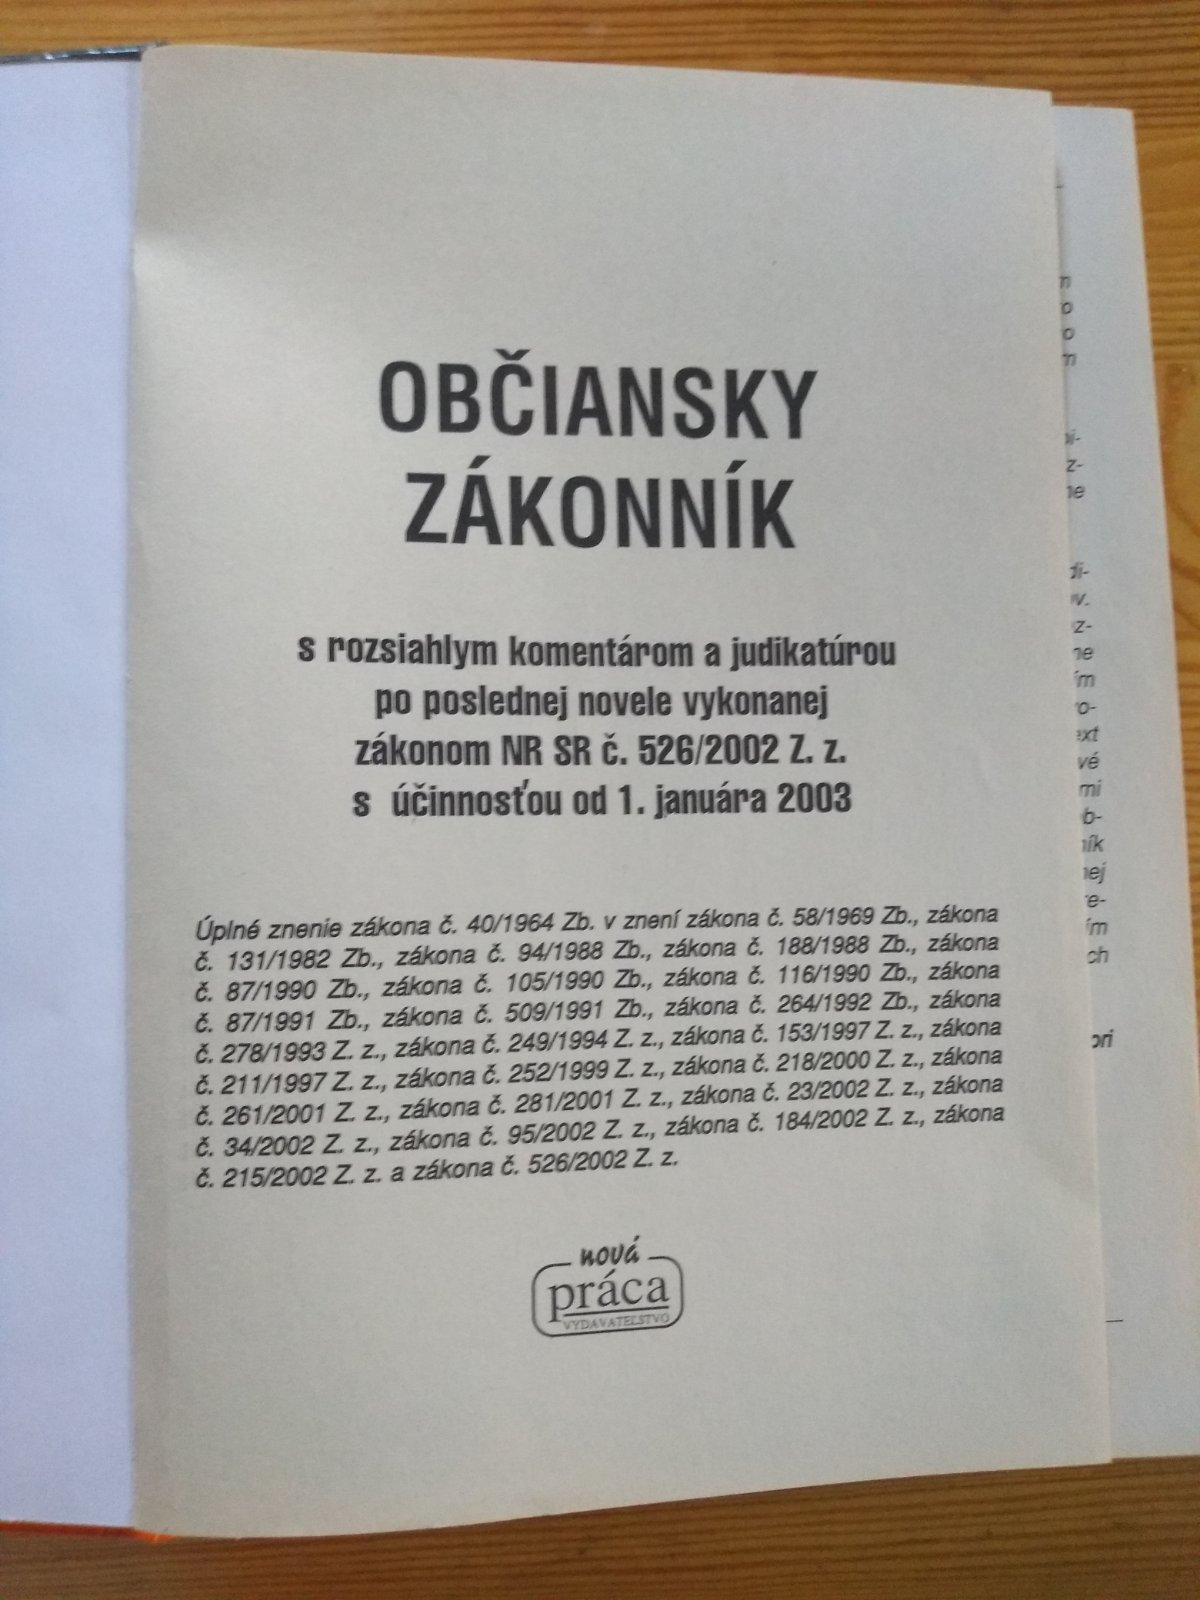 OBČIANSKY
ZÁKONNÍK
s rozsiahlym komentárom a judikatúrou
po poslednej novele vykonanej
zákonom NR SR č. 526/2002 Z. z.
s účinnosťou od 1. januára 2003
Úplné znenie zákona č. 40/1964 Zb. v znení zákona č. 58/1969 Zb., zákona
č. 131/1982 Zb., zákona č. 94/1988 Zb., zákona č. 188/1988 Zb., zákona
č. 87/1990 Zb., zákona č. 105/1990 Zb., zákona č. 116/1990 Zb., zákona
č. 87/1991 Zb., zákona č. 509/1991 Zb., zákona č. 264/1992 Zb., zákona
č. 278/1993 Z. z., zákona č. 249/1994 Z. z., zákona č. 153/1997 Z. z., zákona
č. 211/1997 Z. z., zákona č. 252/1999 Z. z., zákona č. 218/2000 Z. z., zákona
č. 261/2001 Z. z., zákona č. 281/2001 Z. z., zákona č. 23/2002 Z. z., zákona
č. 34/2002 Z. z., zákona č. 95/2002 Z. z., zákona č. 184/2002 Z. z., zákona
č. 215/2002 Z. z. a zákona č. 526/2002 Z. z.
nová
práca
VYDAVATEĽSTVO